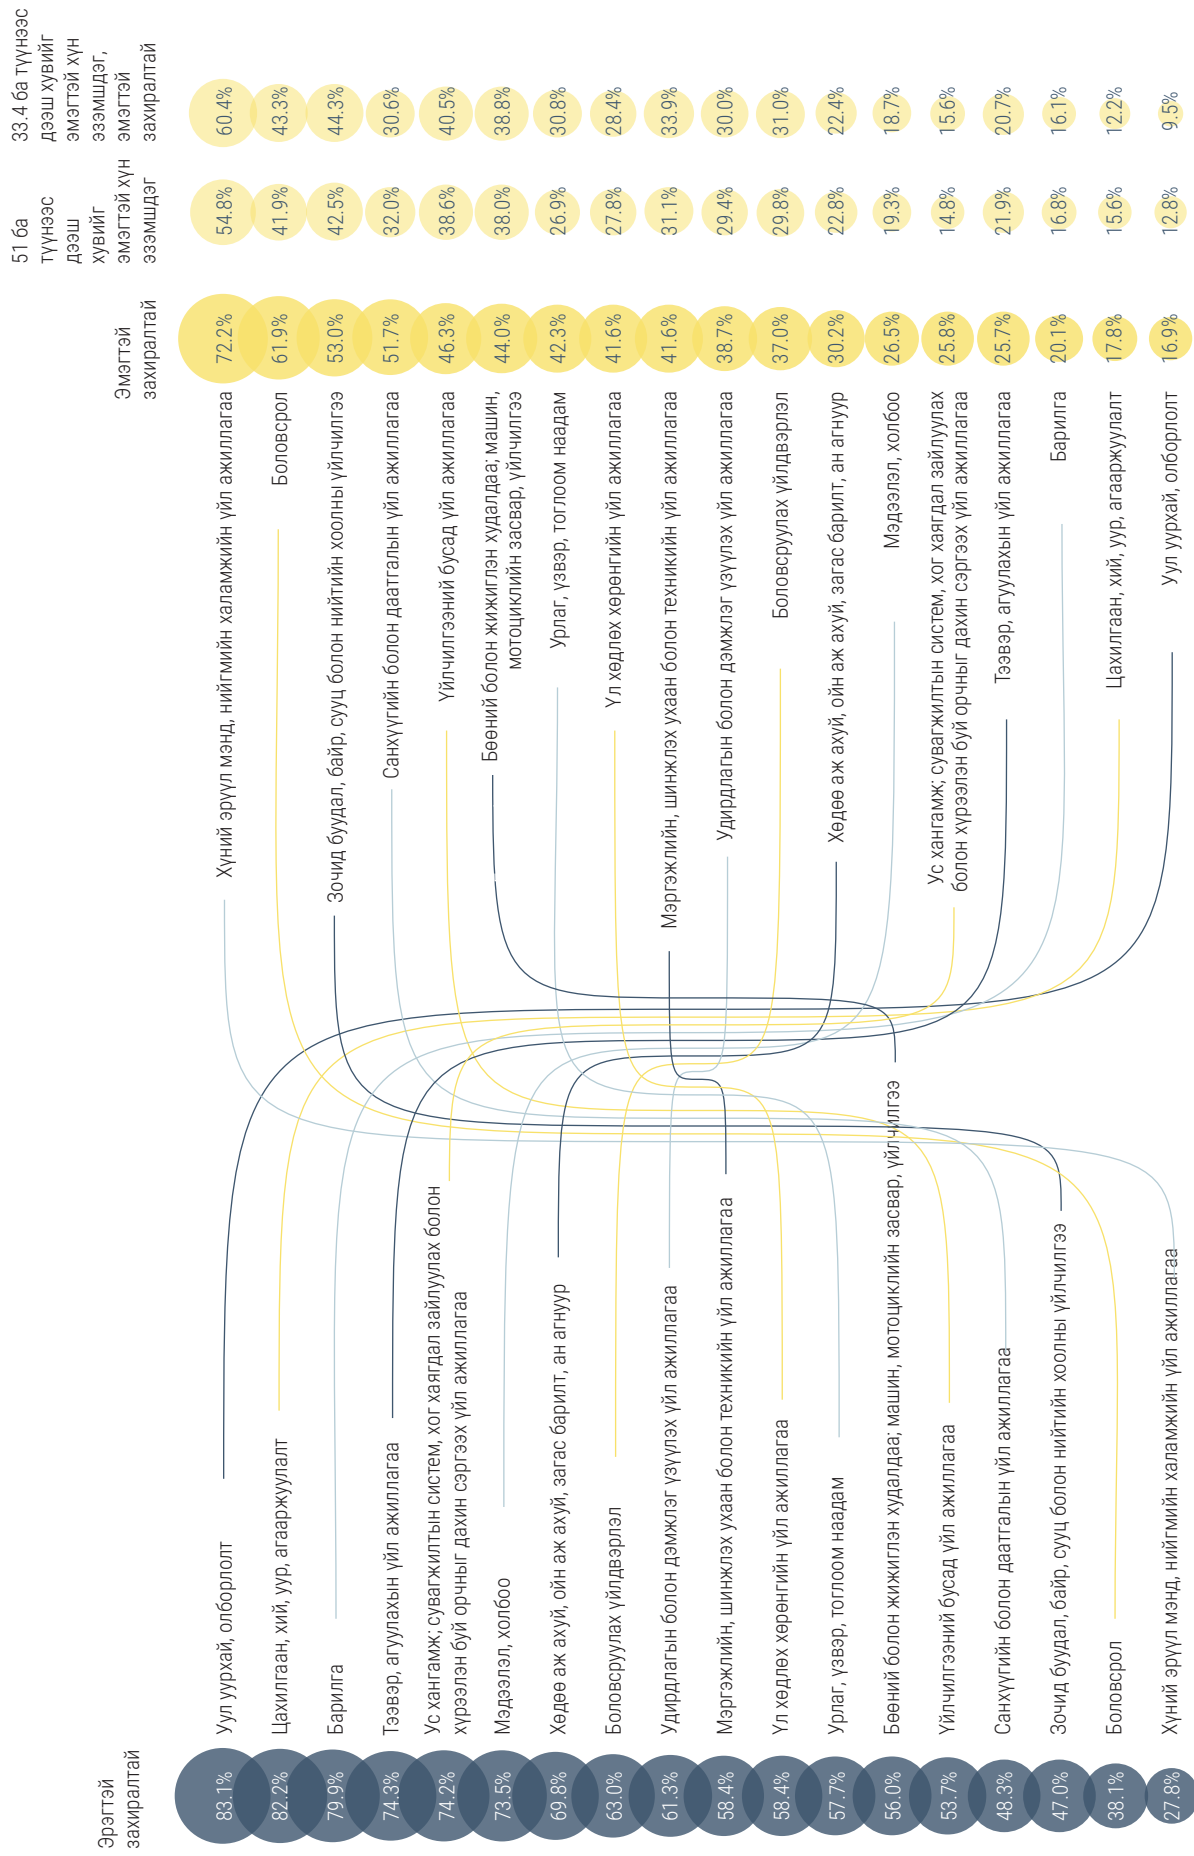 Эрэгтэй
захиралтай
83.1%
Уул уурхай, олборлолт
82.2%
Цахилгаан, хий, уур, агааржуулалт
79.9%
Барилга
74.3%
Тээвэр, агуулахын үйл ажиллагаа
74.2%
Ус хангамж; сувагжилтын систем, хог хаягдал зайлуулах болон
хүрээлэн буй орчныг дахин сэргээх үйл ажиллагаа
73.5%
Мэдээлэл, холбоо
69.8%
Хөдөө аж ахуй, ойн аж ахуй, загас барилт, ан агнуур
63.0%
Боловсруулах үйлдвэрлэл
61.3%
Удирдлагын болон дэмжлэг үзүүлэх үйл ажиллагаа
58.4%
Мэргэжлийн, шинжлэх ухаан болон техникийн үйл ажиллагаа
58.4%
Үл хөдлөх хөрөнгийн үйл ажиллагаа
57.7%
Урлаг, үзвэр, тоглоом наадам
56.0%
Бөөний болон жижиглэн худалдаа; машин, мотоциклийн засвар, үйлчилгээ
53.7%
Үйлчилгээний бусад үйл ажиллагаа
48.3%
Санхүүгийн болон даатгалын үйл ажиллагаа
47.0%
Зочид буудал, байр, сууц болон нийтийн хоолны үйлчилгээ
38.1%
Боловсрол
27.8%
Хүний эрүүл мэнд, нийгмийн халамжийн үйл ажиллагаа
Эмэгтэй
захиралтай
51 ба
түүнээс
дээш
хувийг
эмэгтэй хүн
эзэмшдэг
33.4 ба түүнээс
дээш хувийг
эмэгтэй хүн
эзэмшдэг,
эмэгтэй
захиралтай
Хүний эрүүл мэнд, нийгмийн халамжийн үйл ажиллагаа
72.2%
54.8%
60.4%
Боловсрол
61.9%
41.9%
43.3%
Зочид буудал, байр, сууц болон нийтийн хоолны үйлчилгээ
53.0%
42.5%
44.3%
Санхүүгийн болон даатгалын үйл ажиллагаа
51.7%
32.0%
30.6%
Үйлчилгээний бусад үйл ажиллагаа
46.3%
38.6%
40.5%
Бөөний болон жижиглэн худалдаа; машин,
мотоциклийн засвар, үйлчилгээ
44.0%
38.0%
38.8%
Урлаг, үзвэр, тоглоом наадам
42.3%
26.9%
30.8%
Үл хөдлөх хөрөнгийн үйл ажиллагаа
41.6%
27.8%
28.4%
Мэргэжлийн, шинжлэх ухаан болон техникийн үйл ажиллагаа
41.6%
31.1%
33.9%
Удирдлагын болон дэмжлэг үзүүлэх үйл ажиллагаа
38.7%
29.4%
30.0%
Боловсруулах үйлдвэрлэл
37.0%
29.8%
31.0%
Хөдөө аж ахуй, ойн аж ахуй, загас барилт, ан агнуур
30.2%
22.8%
22.4%
Мэдээлэл, холбоо
26.5%
19.3%
18.7%
Ус хангамж; сувагжилтын систем, хог хаягдал зайлуулах
болон хүрээлэн буй орчныг дахин сэргээх үйл ажиллагаа
25.8%
14.8%
15.6%
Тээвэр, агуулахын үйл ажиллагаа
25.7%
21.9%
20.7%
Барилга
20.1%
16.8%
16.1%
Цахилгаан, хий, уур, агааржуулалт
17.8%
15.6%
12.2%
Уул уурхай, олборлолт
16.9%
12.8%
9.5%